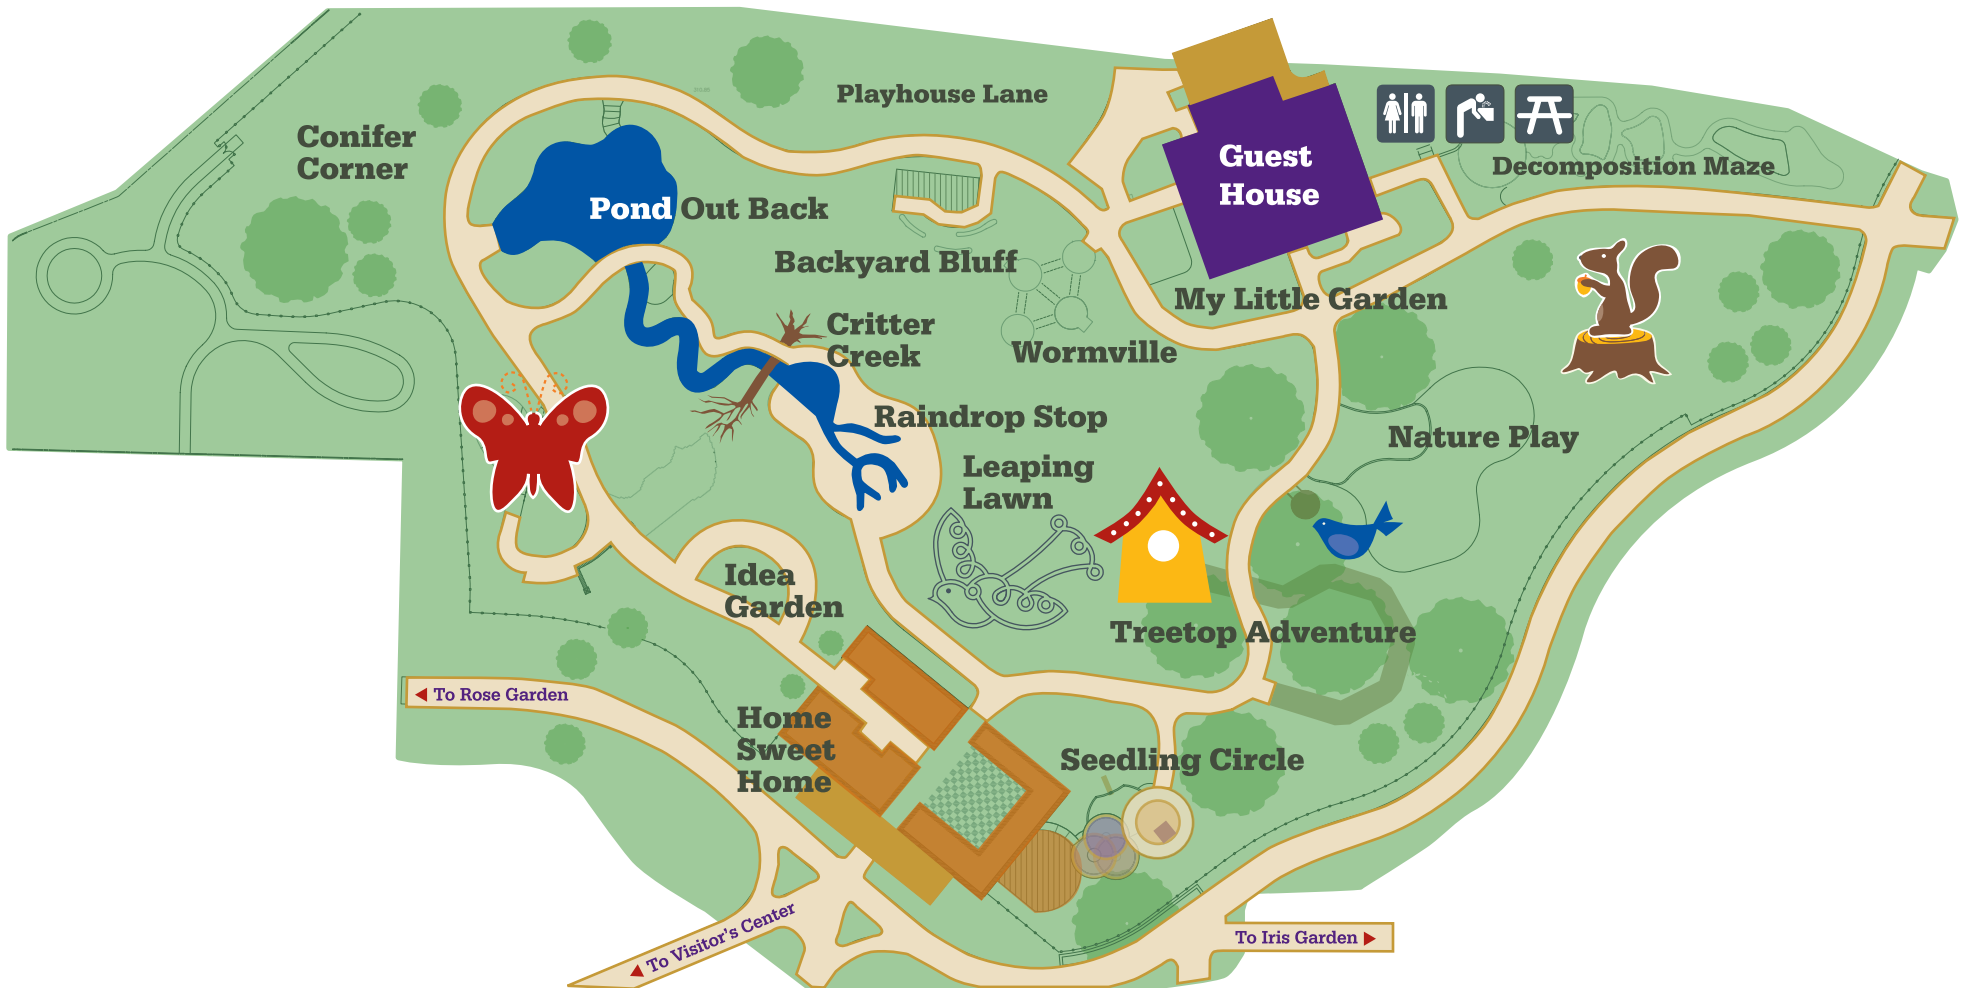 Playhouse Lane
Conifer
Corner
Guest
House
Decomposition Maze
Pond Out Back
Backyard Bluff
My Little Garden
Critter
Creek
Wormville
Raindrop Stop
Nature Play
Leaping
Lawn
Idea
Garden
Treetop Adventure
To Rose Garden
Home
Sweet
Home
Seedling Circle
To Visitor's Center
To Iris Garden